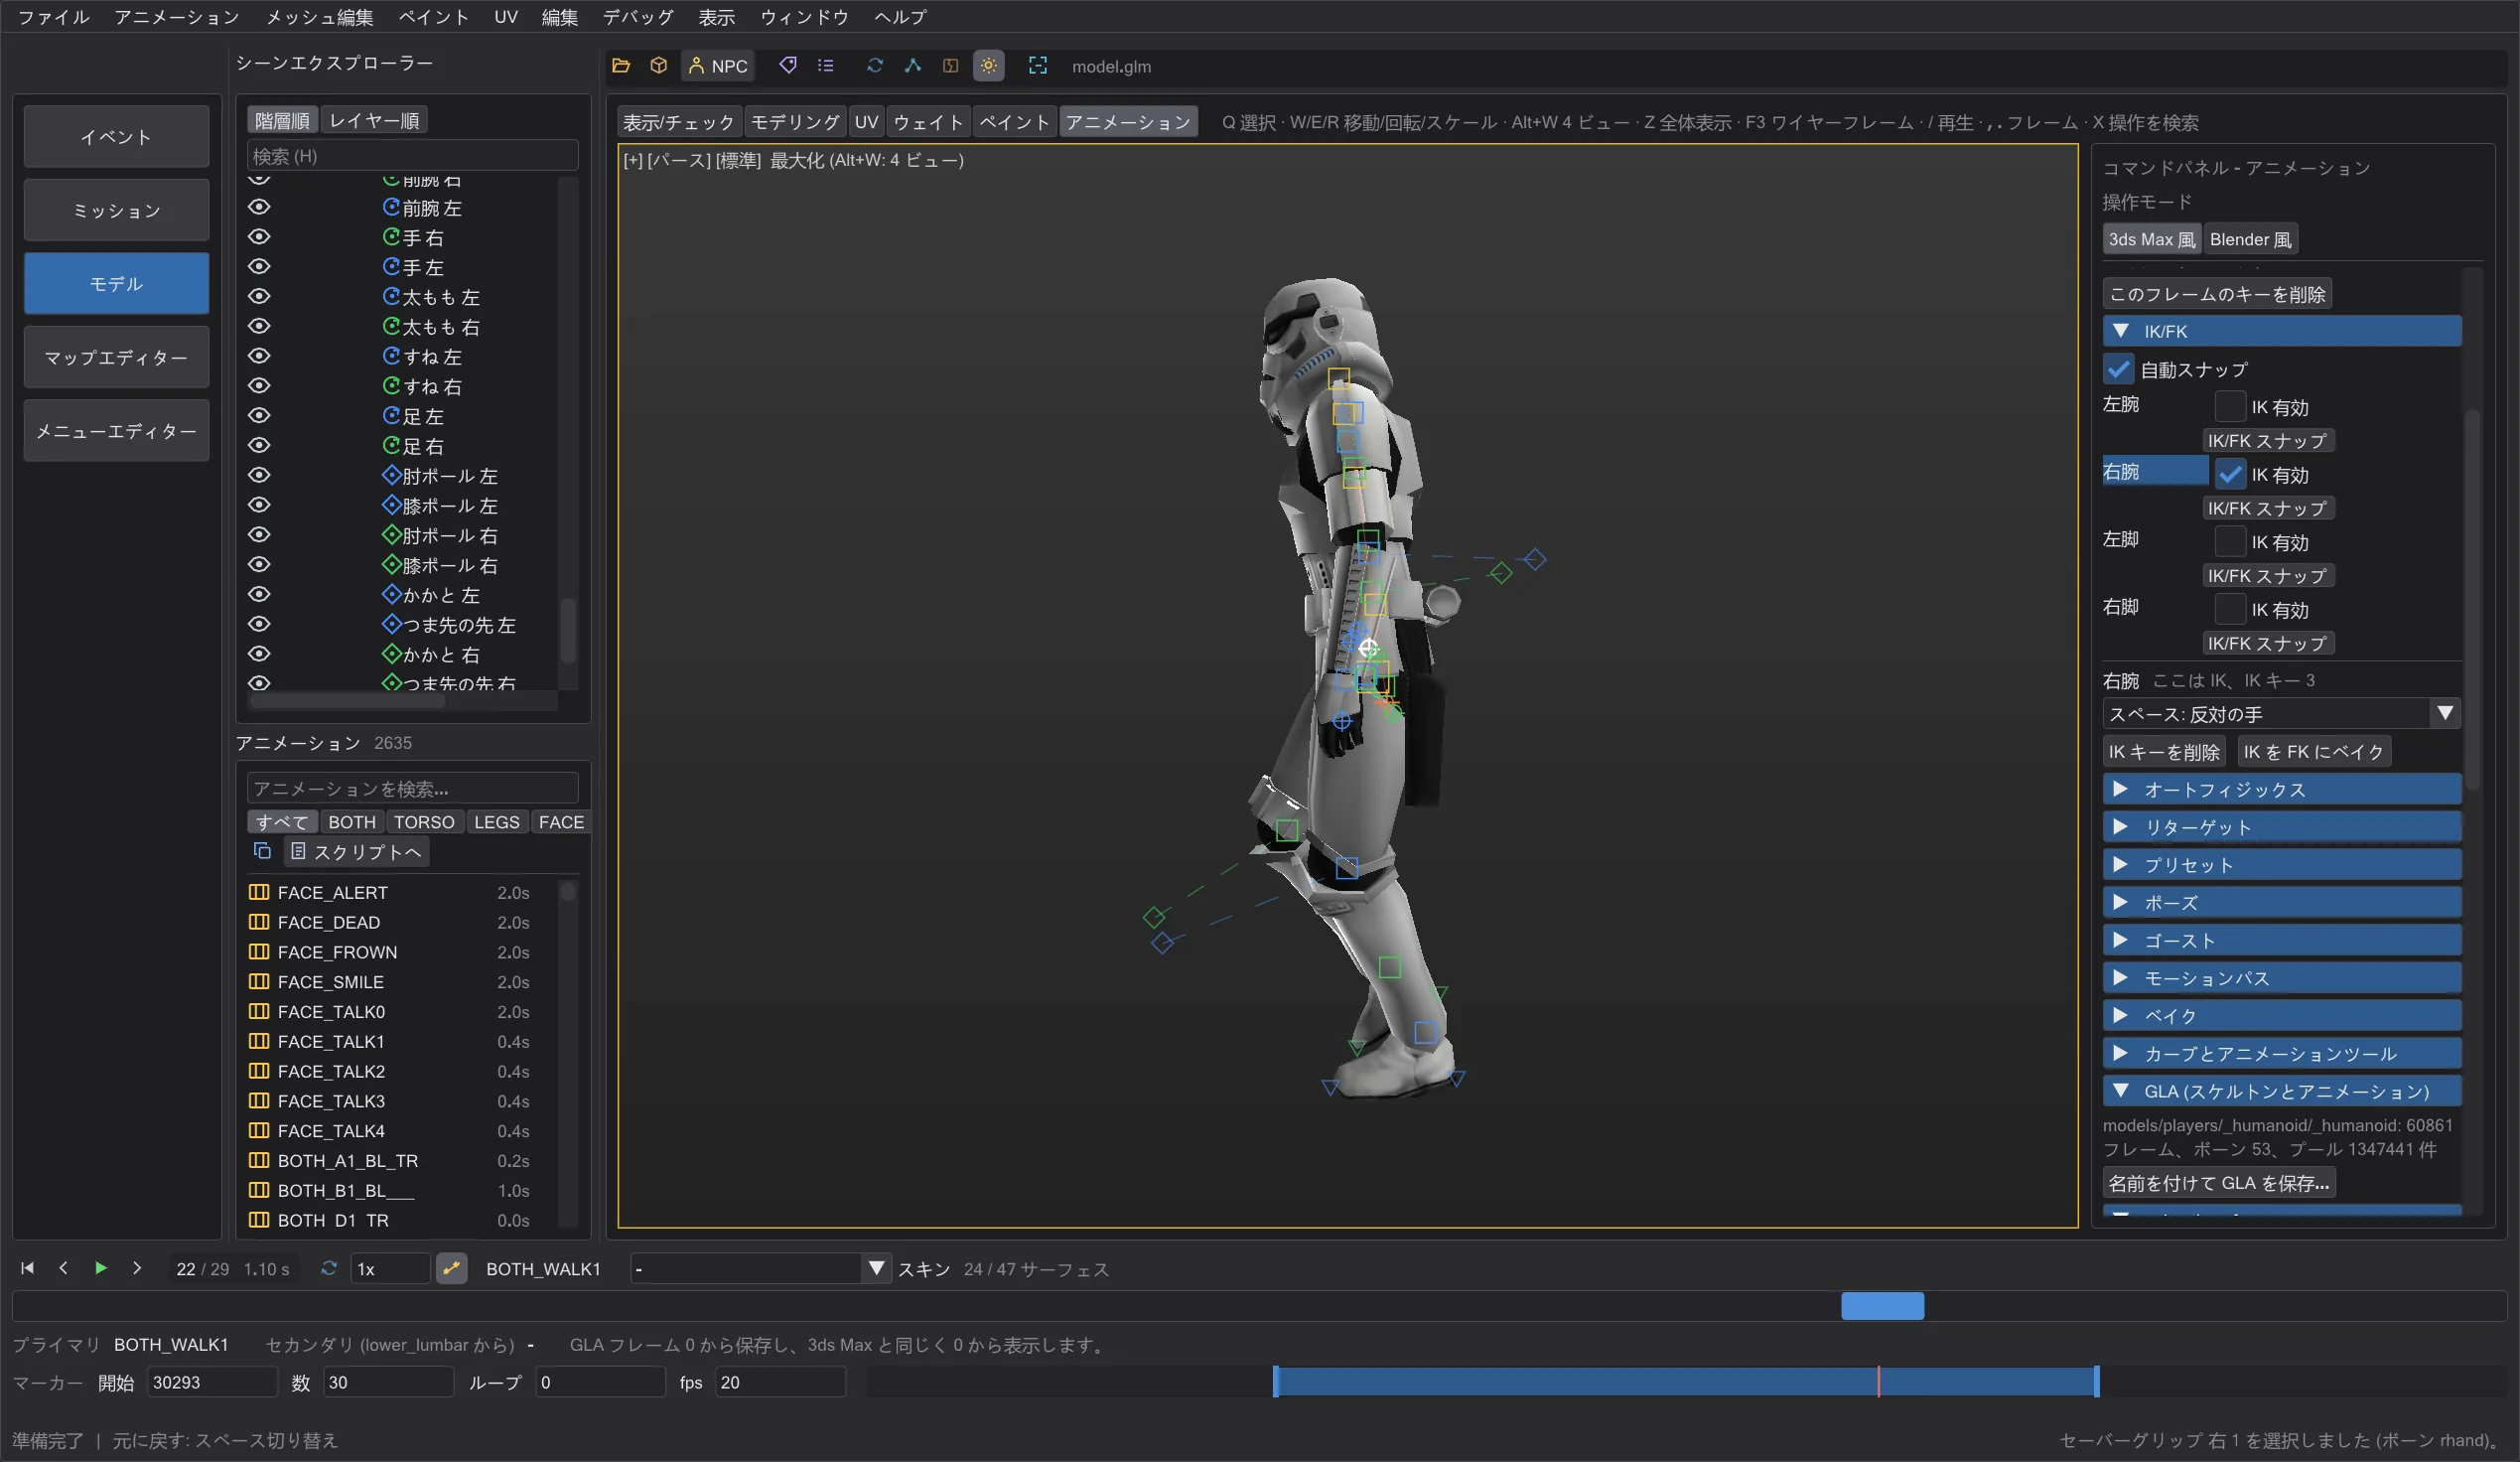 ファイル アニメーション メッシュ編集 ペイント UV 編集 デバッグ 表示 ウィンドウ ヘルプ
シーンエクスプローラー
NPC model.glm
イベント
ミッション
モデル
マップエディター
メニューエディター
階層順 レイヤー順
検索 (H)
前腕 右
前腕 左
手 右
手 左
太もも 左
太もも 右
すね 左
すね 右
足 左
足 右
肘ポール 左
膝ポール 左
肘ポール 右
膝ポール 右
かかと 左
つま先の先 左
かかと 右
つま先の先 右
アニメーション 2635
アニメーションを検索...
すべて BOTH TORSO LEGS FACE
スクリプトへ
FACE_ALERT 2.0s
FACE_DEAD 2.0s
FACE_FROWN 2.0s
FACE_SMILE 2.0s
FACE_TALK0 2.0s
FACE_TALK1 0.4s
FACE_TALK2 0.4s
FACE_TALK3 0.4s
FACE_TALK4 0.4s
BOTH_A1_BL_TR 0.2s
BOTH_B1_BL___ 1.0s
BOTH_D1_TR 0.0s
表示/チェック モデリング UV ウェイト ペイント アニメーション Q 選択 · W/E/R 移動/回転/スケール · Alt+W 4 ビュー · Z 全体表示 · F3 ワイヤーフレーム · / 再生 · , . フレーム · X 操作を検索
[+] [パース] [標準] 最大化 (Alt+W: 4 ビュー)
コマンドパネル - アニメーション
操作モード
3ds Max 風 Blender 風
このフレームのキーを削除
IK/FK
自動スナップ
左腕 IK 有効
IK/FK スナップ
右腕 IK 有効
IK/FK スナップ
左脚 IK 有効
IK/FK スナップ
右脚 IK 有効
IK/FK スナップ
右腕 ここは IK、IK キー 3
スペース: 反対の手
IK キーを削除 IK を FK にベイク
オートフィジックス
リターゲット
プリセット
ポーズ
ゴースト
モーションパス
ベイク
カーブとアニメーションツール
GLA (スケルトンとアニメーション)
models/players/_humanoid/_humanoid: 60861
フレーム、ボーン 53、プール 1347441 件
名前を付けて GLA を保存...
22 / 29 1.10 s 1x BOTH_WALK1 - スキン 24 / 47 サーフェス
プライマリ BOTH_WALK1 セカンダリ (lower_lumbar から) - GLA フレーム 0 から保存し、3ds Max と同じく 0 から表示します。
マーカー 開始 30293 数 30 ループ 0 fps 20
準備完了 | 元に戻す: スペース切り替え
セーバーグリップ 右 1 を選択しました (ボーン rhand)。